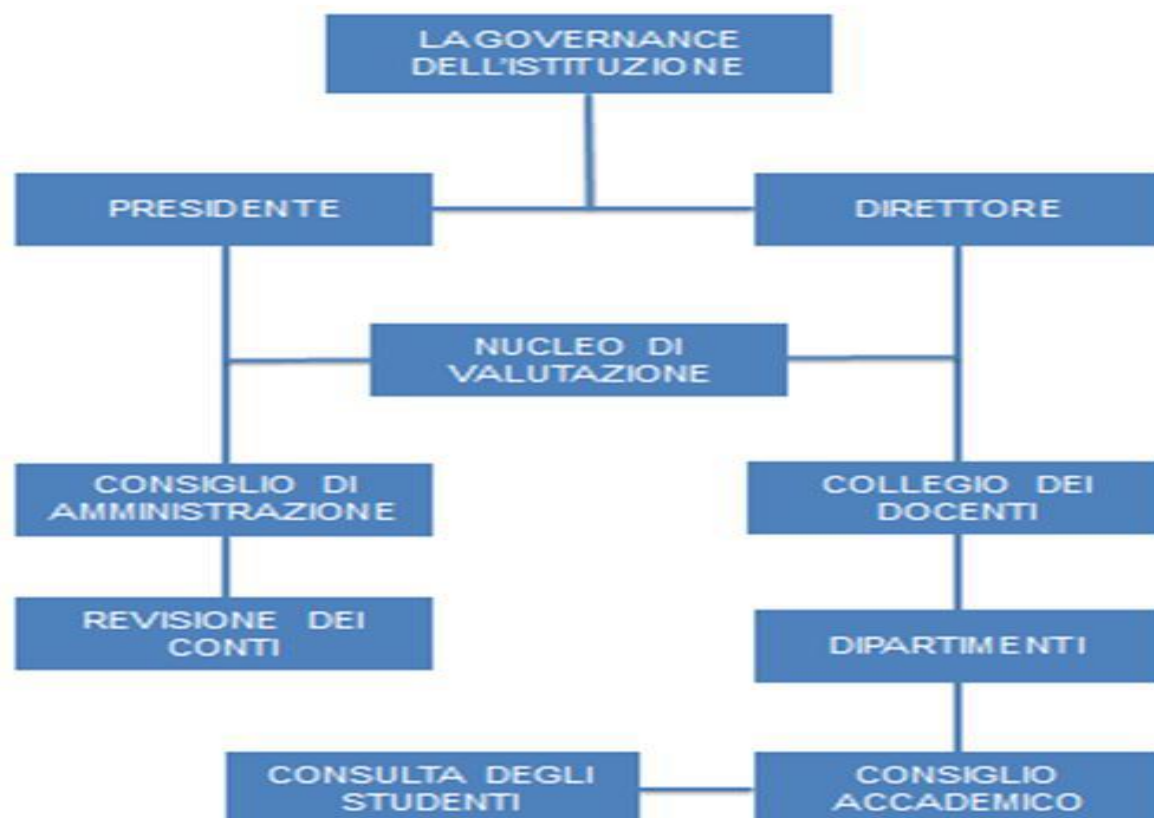 LA GOVERNANCE
DELL'ISTITUZIONE
PRESIDENTE
DIRETTORE
NUCLEO DI
VALUTAZIONE
CONSIGLIO DI
AMMINISTRAZIONE
COLLEGIO DEI
DOCENTI
REVISIONE DEI
CONTI
DIPARTIMENTI
CONSULTA DEGLI
STUDENTI
CONSIGLIO
ACCADEMICO